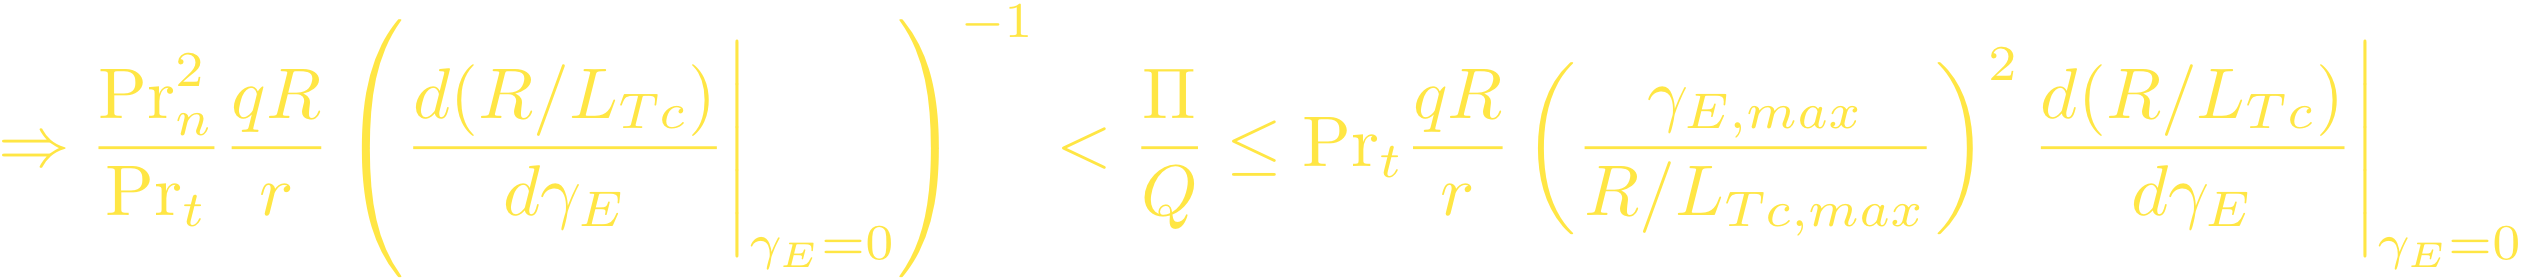 \Rightarrow \frac{\mathrm{Pr}_n^2}{\mathrm{Pr}_t} \frac{qR}{r} \left( \left. \frac{d(R/L_{Tc})}{d\gamma_E} \right|_{\gamma_E=0} \right)^{-1} < \frac{\Pi}{Q} \leq \mathrm{Pr}_t \frac{qR}{r} \left( \frac{\gamma_{E,max}}{R/L_{Tc,max}} \right)^2 \left. \frac{d(R/L_{Tc})}{d\gamma_E} \right|_{\gamma_E=0}